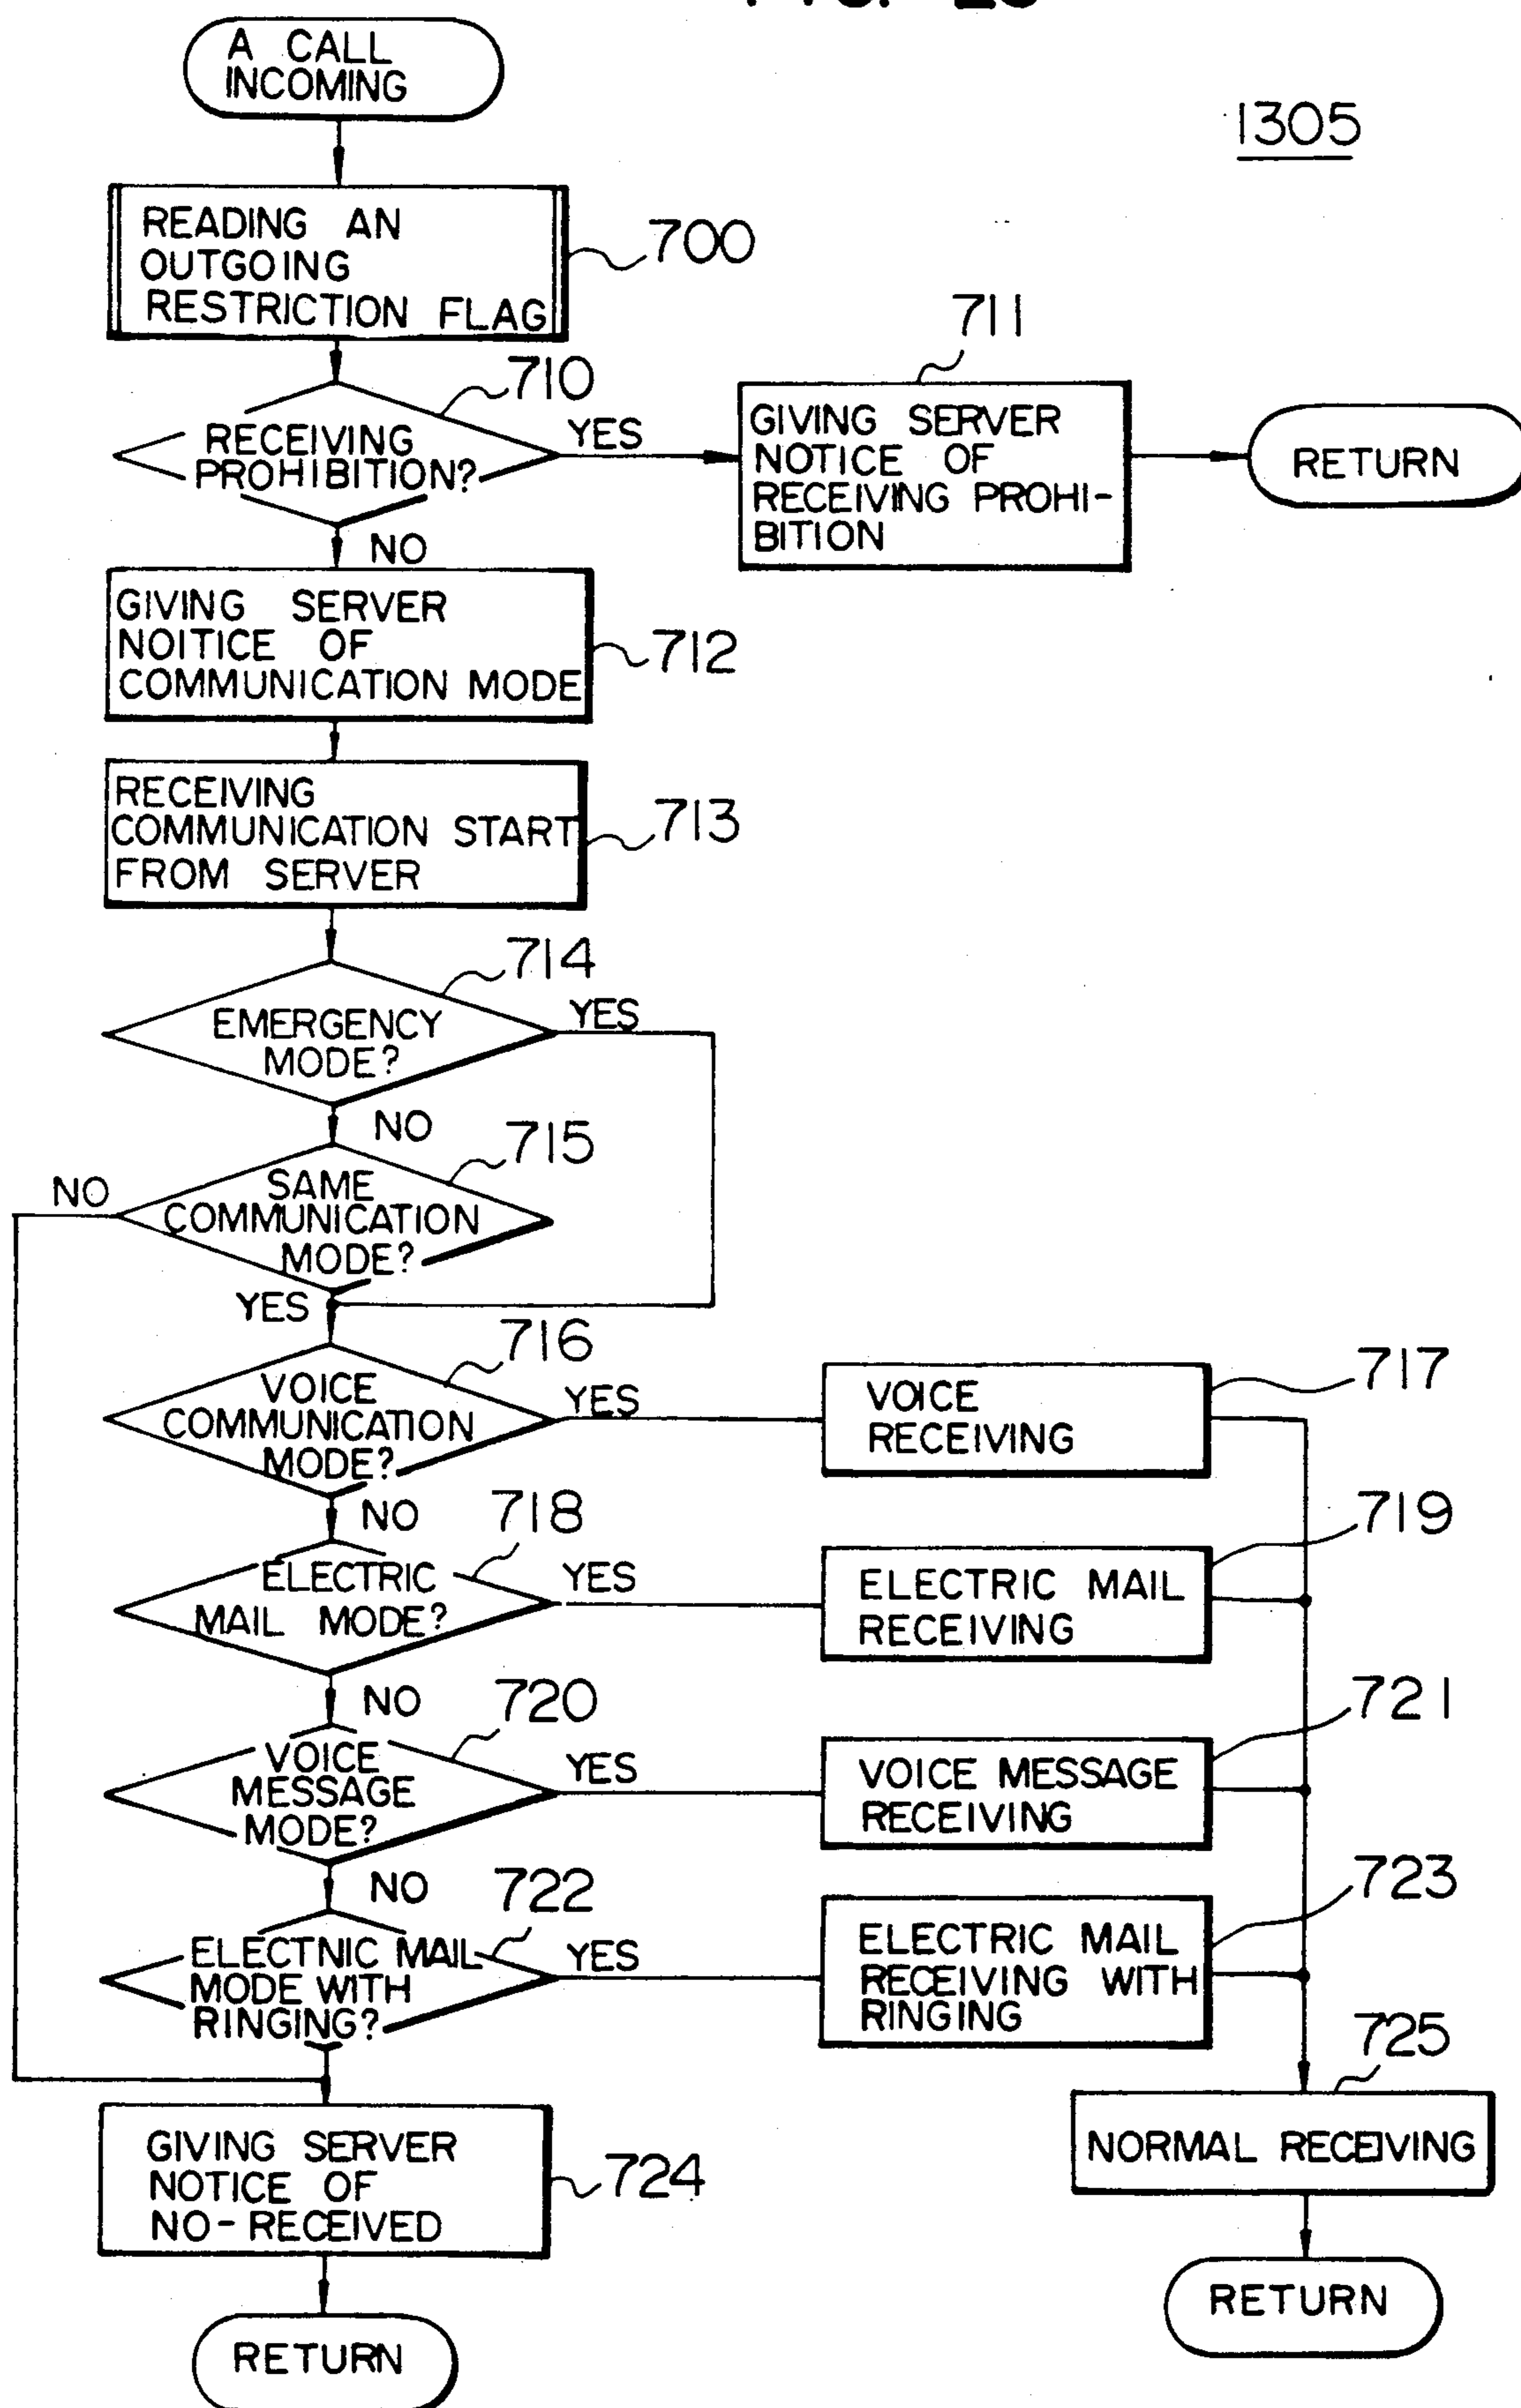 A CALL
INCOMING
1305
READING AN
OUTGOING
RESTRICTION FLAG
700
710
RECEIVING
PROHIBITION?
YES
NO
711
GIVING SERVER
NOTICE OF
RECEIVING PROHI-
BITION
RETURN
GIVING SERVER
NOITICE OF
COMMUNICATION MODE
712
RECEIVING
COMMUNICATION START
FROM SERVER
713
714
EMERGENCY
MODE?
YES
NO
715
NO
SAME
COMMUNICATION
MODE?
YES
716
VOICE
COMMUNICATION
MODE?
YES
NO
VOICE
RECEIVING
717
718
ELECTRIC
MAIL MODE?
YES
NO
ELECTRIC MAIL
RECEIVING
719
720
VOICE
MESSAGE
MODE?
YES
NO
VOICE MESSAGE
RECEIVING
721
722
ELECTNIC MAIL
MODE WITH
RINGING?
YES
ELECTRIC MAIL
RECEIVING WITH
RINGING
723
725
NORMAL RECEIVING
RETURN
GIVING SERVER
NOTICE OF
NO-RECEIVED
724
RETURN